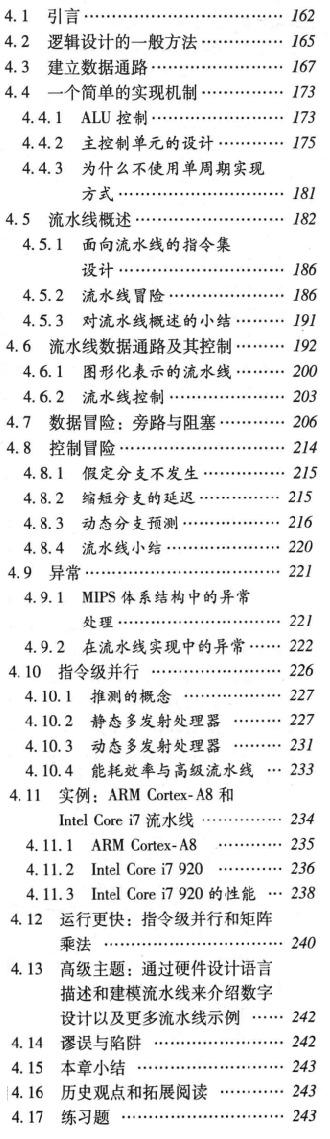 4.1 引言 ………………………… 162
4.2 逻辑设计的一般方法 ………… 165
4.3 建立数据通路 ……………… 167
4.4 一个简单的实现机制 ………… 173
4.4.1 ALU 控制 ……………… 173
4.4.2 主控制单元的设计 ……… 175
4.4.3 为什么不使用单周期实现
方式 …………………… 181
4.5 流水线概述 ………………… 182
4.5.1 面向流水线的指令集
设计 …………………… 186
4.5.2 流水线冒险 …………… 186
4.5.3 对流水线概述的小结 …… 191
4.6 流水线数据通路及其控制 …… 192
4.6.1 图形化表示的流水线 …… 200
4.6.2 流水线控制 …………… 203
4.7 数据冒险：旁路与阻塞 ……… 206
4.8 控制冒险 …………………… 214
4.8.1 假定分支不发生 ……… 215
4.8.2 缩短分支的延迟 ……… 215
4.8.3 动态分支预测 ………… 216
4.8.4 流水线小结 …………… 220
4.9 异常 ………………………… 221
4.9.1 MIPS 体系结构中的异常
处理 …………………… 221
4.9.2 在流水线实现中的异常 …… 222
4.10 指令级并行 ……………… 226
4.10.1 推测的概念 …………… 227
4.10.2 静态多发射处理器 …… 227
4.10.3 动态多发射处理器 …… 231
4.10.4 能耗效率与高级流水线 … 233
4.11 实例：ARM Cortex-A8 和
Intel Core i7 流水线 ………… 234
4.11.1 ARM Cortex-A8 ……… 235
4.11.2 Intel Core i7 920 ……… 236
4.11.3 Intel Core i7 920 的性能 … 238
4.12 运行更快：指令级并行和矩阵
乘法 …………………… 240
4.13 高级主题：通过硬件设计语言
描述和建模流水线来介绍数字
设计以及更多流水线示例 …… 242
4.14 谬误与陷阱 ……………… 242
4.15 本章小结 ………………… 243
4.16 历史观点和拓展阅读 ……… 243
4.17 练习题 …………………… 243